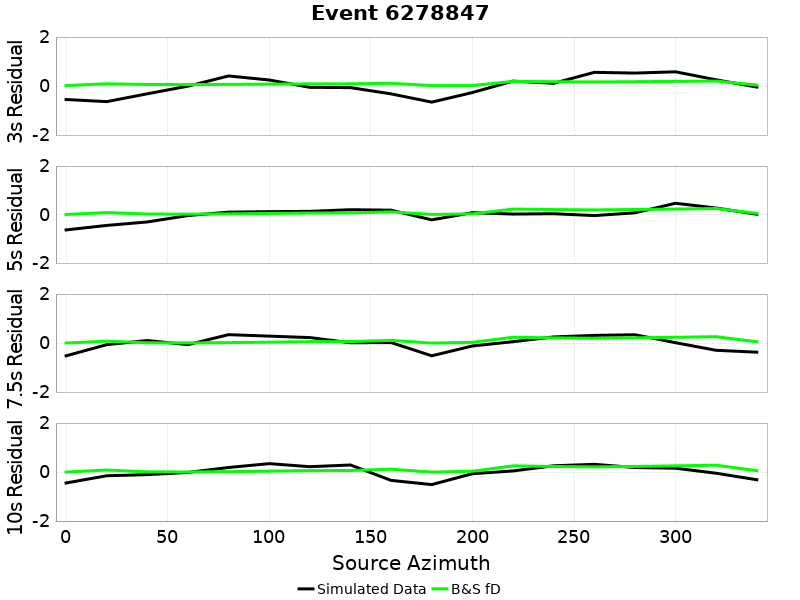 Event 6278847
3s Residual
2
0
-2
5s Residual
2
0
-2
7.5s Residual
2
0
-2
10s Residual
2
0
-2
0 50 100 150 200 250 300
Source Azimuth
Simulated Data B&S fD